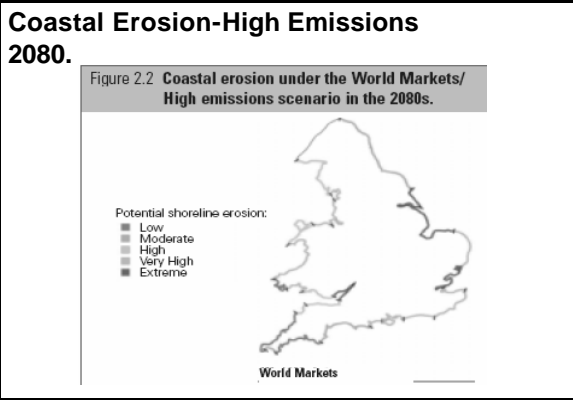 Coastal Erosion-High Emissions
2080.
Figure 2.2 Coastal erosion under the World Markets/
High emissions scenario in the 2080s.
Potential shoreline erosion:
Low
Moderate
High
Very High
Extreme
World Markets